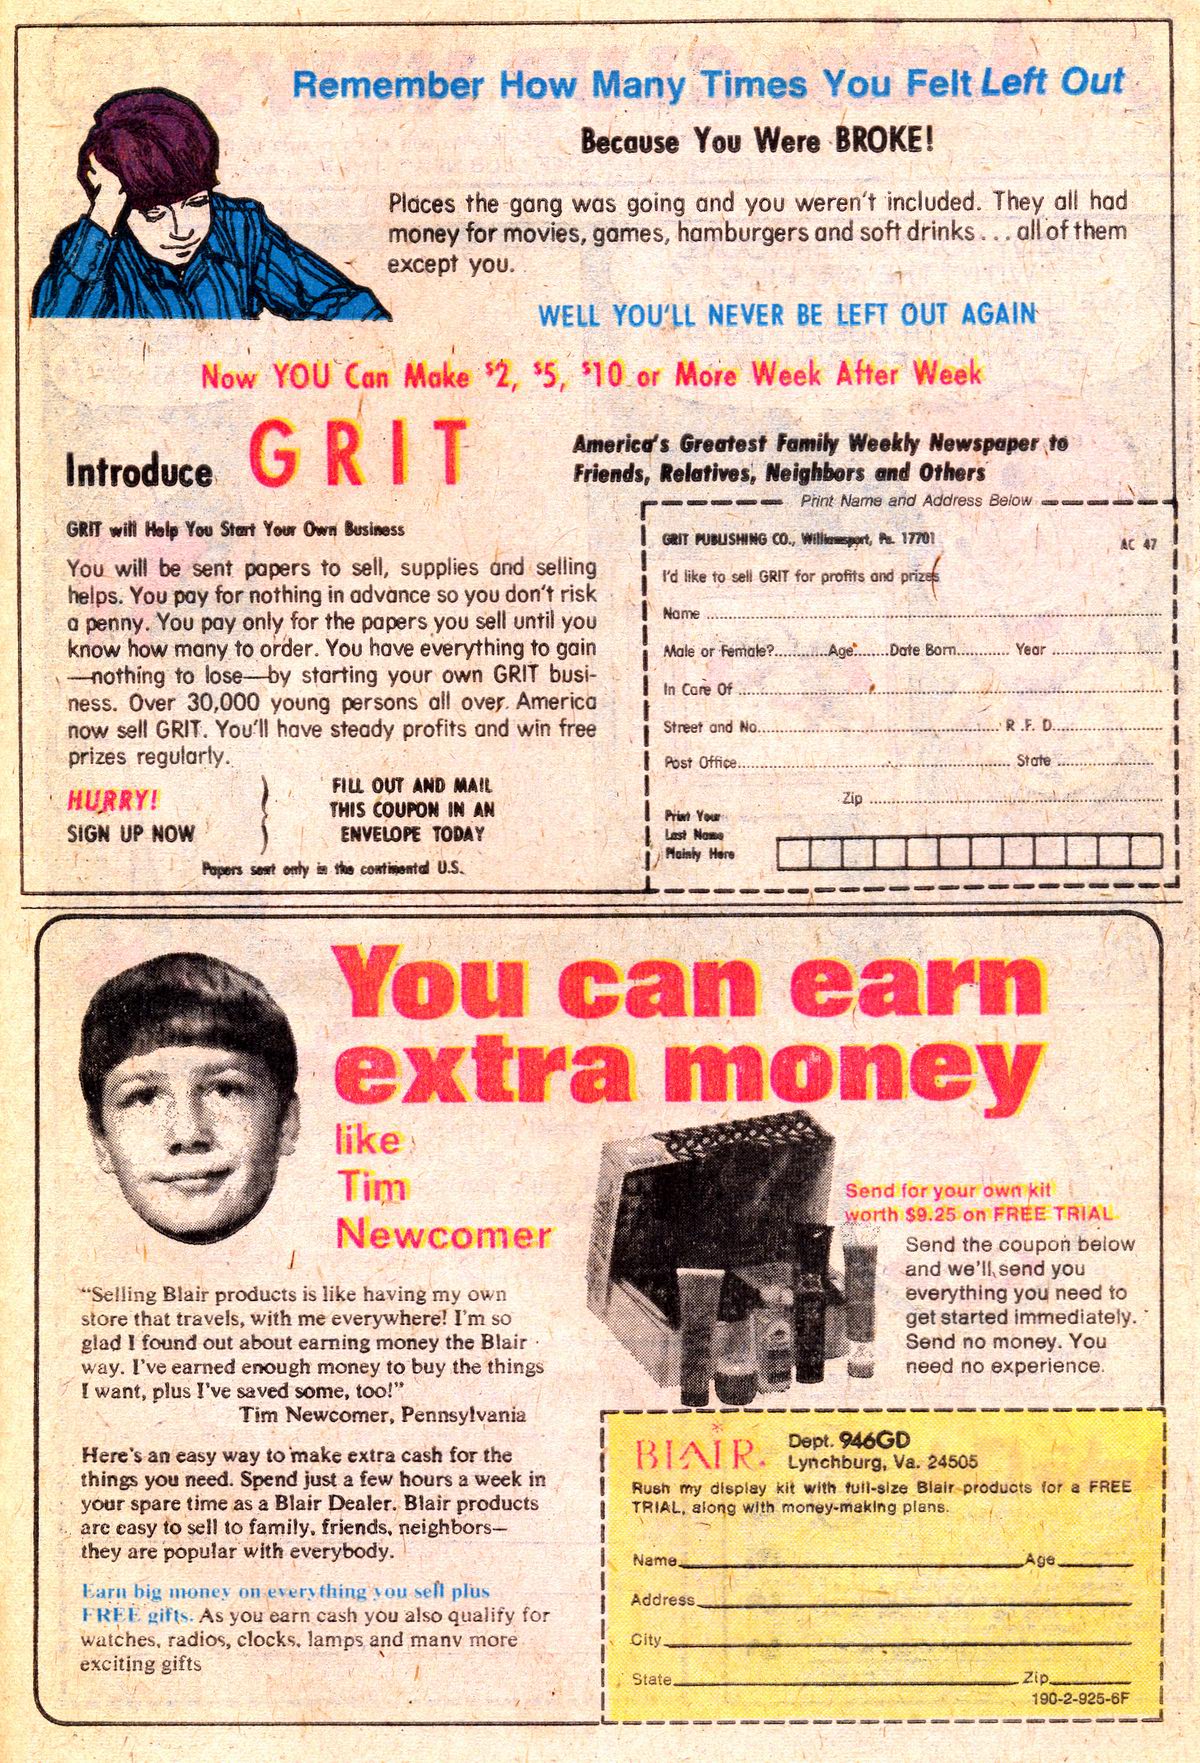 Remember How Many Times You Felt Left Out
Because You Were BROKE!
Places the gang was going and you weren't included. They all had
money for movies, games, hamburgers and soft drinks . . . all of them
except you.
WELL YOU'LL NEVER BE LEFT OUT AGAIN
Now YOU Can Make $2, $5, $10 or More Week After Week
Introduce GRIT
America's Greatest Family Weekly Newspaper to
Friends, Relatives, Neighbors and Others
GRIT will Help You Start Your Own Business
You will be sent papers to sell, supplies and selling
helps. You pay for nothing in advance so you don't risk
a penny. You pay only for the papers you sell until you
know how many to order. You have everything to gain
—nothing to lose—by starting your own GRIT busi-
ness. Over 30,000 young persons all over America
now sell GRIT. You'll have steady profits and win free
prizes regularly.
HURRY!
SIGN UP NOW
FILL OUT AND MAIL
THIS COUPON IN AN
ENVELOPE TODAY
Papers sent only in the continental U.S.
Print Name and Address Below
GRIT PUBLISHING CO., Williamsport, Pa. 17701
AC 47
I'd like to sell GRIT for profits and prizes
Name
Male or Female? Age Date Born Year
In Care Of
Street and No. R.F.D.
Post Office State
Zip
Print Your
Last Name
Plainly Here
You can earn
extra money
like
Tim
Newcomer
"Selling Blair products is like having my own
store that travels, with me everywhere! I'm so
glad I found out about earning money the Blair
way. I've earned enough money to buy the things
I want, plus I've saved some, too!"
Tim Newcomer, Pennsylvania
Here's an easy way to make extra cash for the
things you need. Spend just a few hours a week in
your spare time as a Blair Dealer. Blair products
are easy to sell to family, friends, neighbors—
they are popular with everybody.
Earn big money on everything you sell plus
FREE gifts. As you earn cash you also qualify for
watches, radios, clocks, lamps and many more
exciting gifts
Send for your own kit
worth $9.25 on FREE TRIAL
Send the coupon below
and we'll send you
everything you need to
get started immediately.
Send no money. You
need no experience.
BLAIR.
Dept. 946GD
Lynchburg, Va. 24505
Rush my display kit with full-size Blair products for a FREE
TRIAL, along with money-making plans.
Name Age
Address
City
State Zip
190-2-925-6F